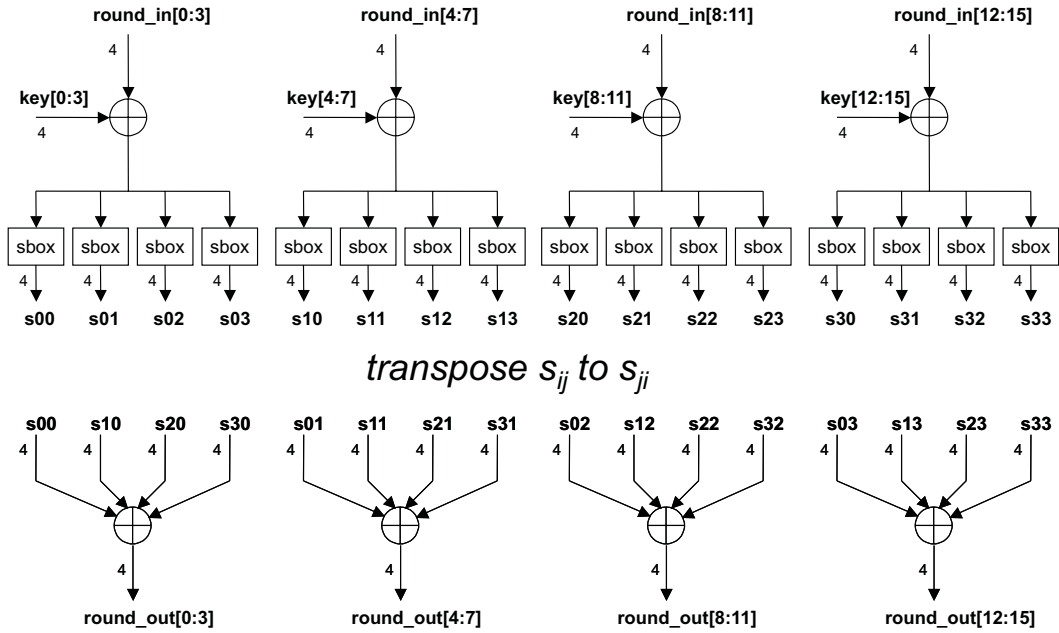 round_in[0:3] round_in[4:7] round_in[8:11] round_in[12:15]
4 4 4 4
key[0:3] key[4:7] key[8:11] key[12:15]
4 4 4 4
sbox sbox sbox sbox sbox sbox sbox sbox sbox sbox sbox sbox sbox sbox sbox sbox
4 4 4 4 4 4 4 4 4 4 4 4 4 4 4 4
s00 s01 s02 s03 s10 s11 s12 s13 s20 s21 s22 s23 s30 s31 s32 s33
transpose s_ij to s_ji
s00 s10 s20 s30 s01 s11 s21 s31 s02 s12 s22 s32 s03 s13 s23 s33
4 4 4 4 4 4 4 4 4 4 4 4 4 4 4 4
4 4 4 4
round_out[0:3] round_out[4:7] round_out[8:11] round_out[12:15]